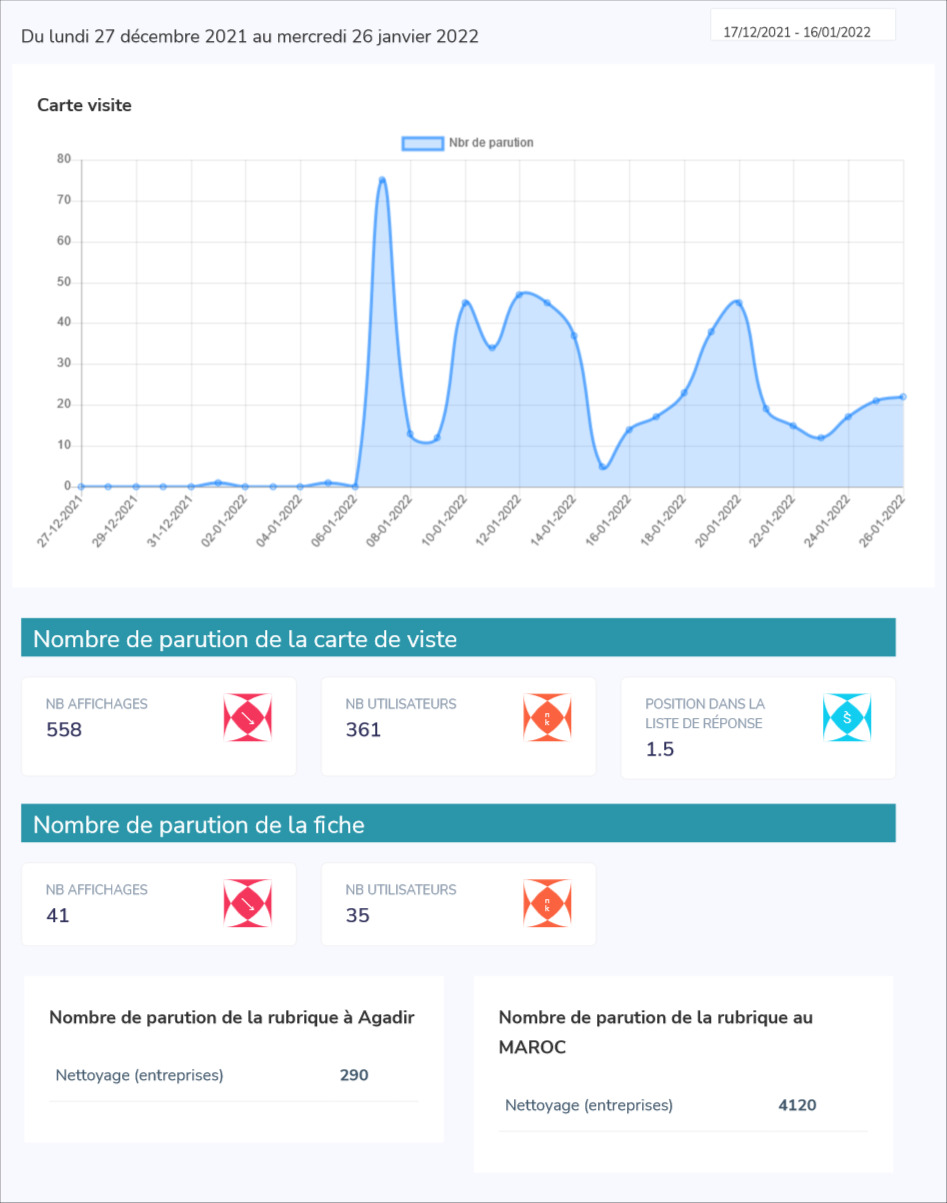 Du lundi 27 décembre 2021 au mercredi 26 janvier 2022
17/12/2021 - 16/01/2022
Carte visite
Nbr de parution
80
70
60
50
40
30
20
10
0
27-12-2021
29-12-2021
31-12-2021
02-01-2022
04-01-2022
06-01-2022
08-01-2022
10-01-2022
12-01-2022
14-01-2022
16-01-2022
18-01-2022
20-01-2022
22-01-2022
24-01-2022
26-01-2022
Nombre de parution de la carte de viste
NB AFFICHAGES
558
NB UTILISATEURS
361
POSITION DANS LA
LISTE DE RÉPONSE
1.5
Nombre de parution de la fiche
NB AFFICHAGES
41
NB UTILISATEURS
35
Nombre de parution de la rubrique à Agadir
Nettoyage (entreprises) 290
Nombre de parution de la rubrique au
MAROC
Nettoyage (entreprises) 4120